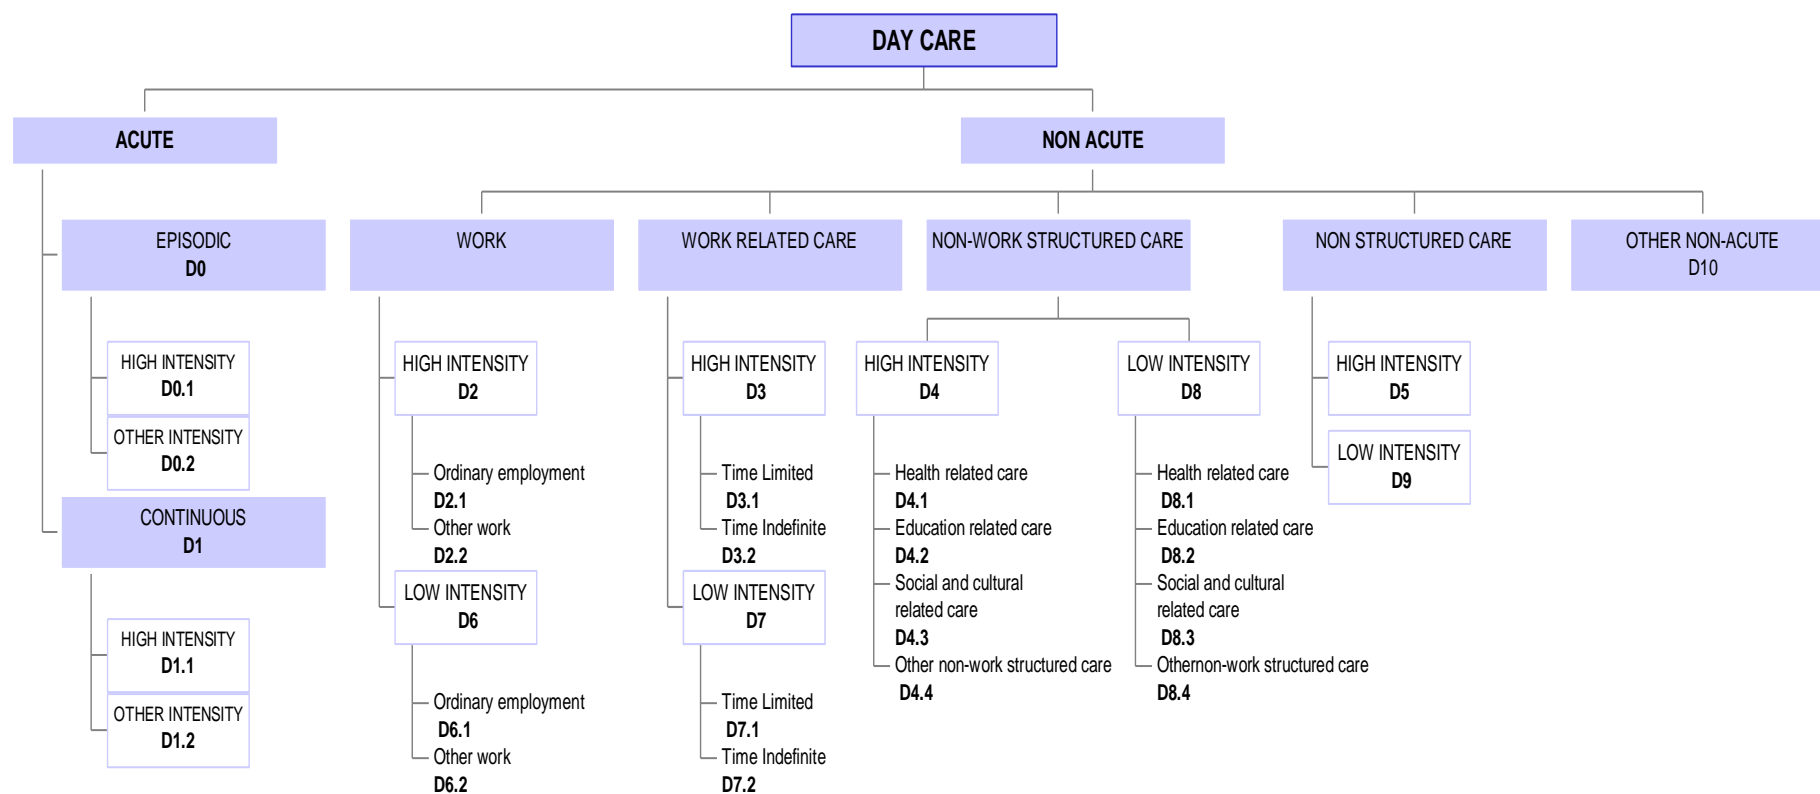 DAY CARE
ACUTE
NON ACUTE
EPISODIC
D0
WORK
WORK RELATED CARE
NON-WORK STRUCTURED CARE
NON STRUCTURED CARE
OTHER NON-ACUTE
D10
HIGH INTENSITY
D0.1
OTHER INTENSITY
D0.2
CONTINUOUS
D1
HIGH INTENSITY
D1.1
OTHER INTENSITY
D1.2
HIGH INTENSITY
D2
Ordinary employment
D2.1
Other work
D2.2
LOW INTENSITY
D6
Ordinary employment
D6.1
Other work
D6.2
HIGH INTENSITY
D3
Time Limited
D3.1
Time Indefinite
D3.2
LOW INTENSITY
D7
Time Limited
D7.1
Time Indefinite
D7.2
HIGH INTENSITY
D4
Health related care
D4.1
Education related care
D4.2
Social and cultural
related care
D4.3
Other non-work structured care
D4.4
LOW INTENSITY
D8
Health related care
D8.1
Education related care
D8.2
Social and cultural
related care
D8.3
Othernon-work structured care
D8.4
HIGH INTENSITY
D5
LOW INTENSITY
D9